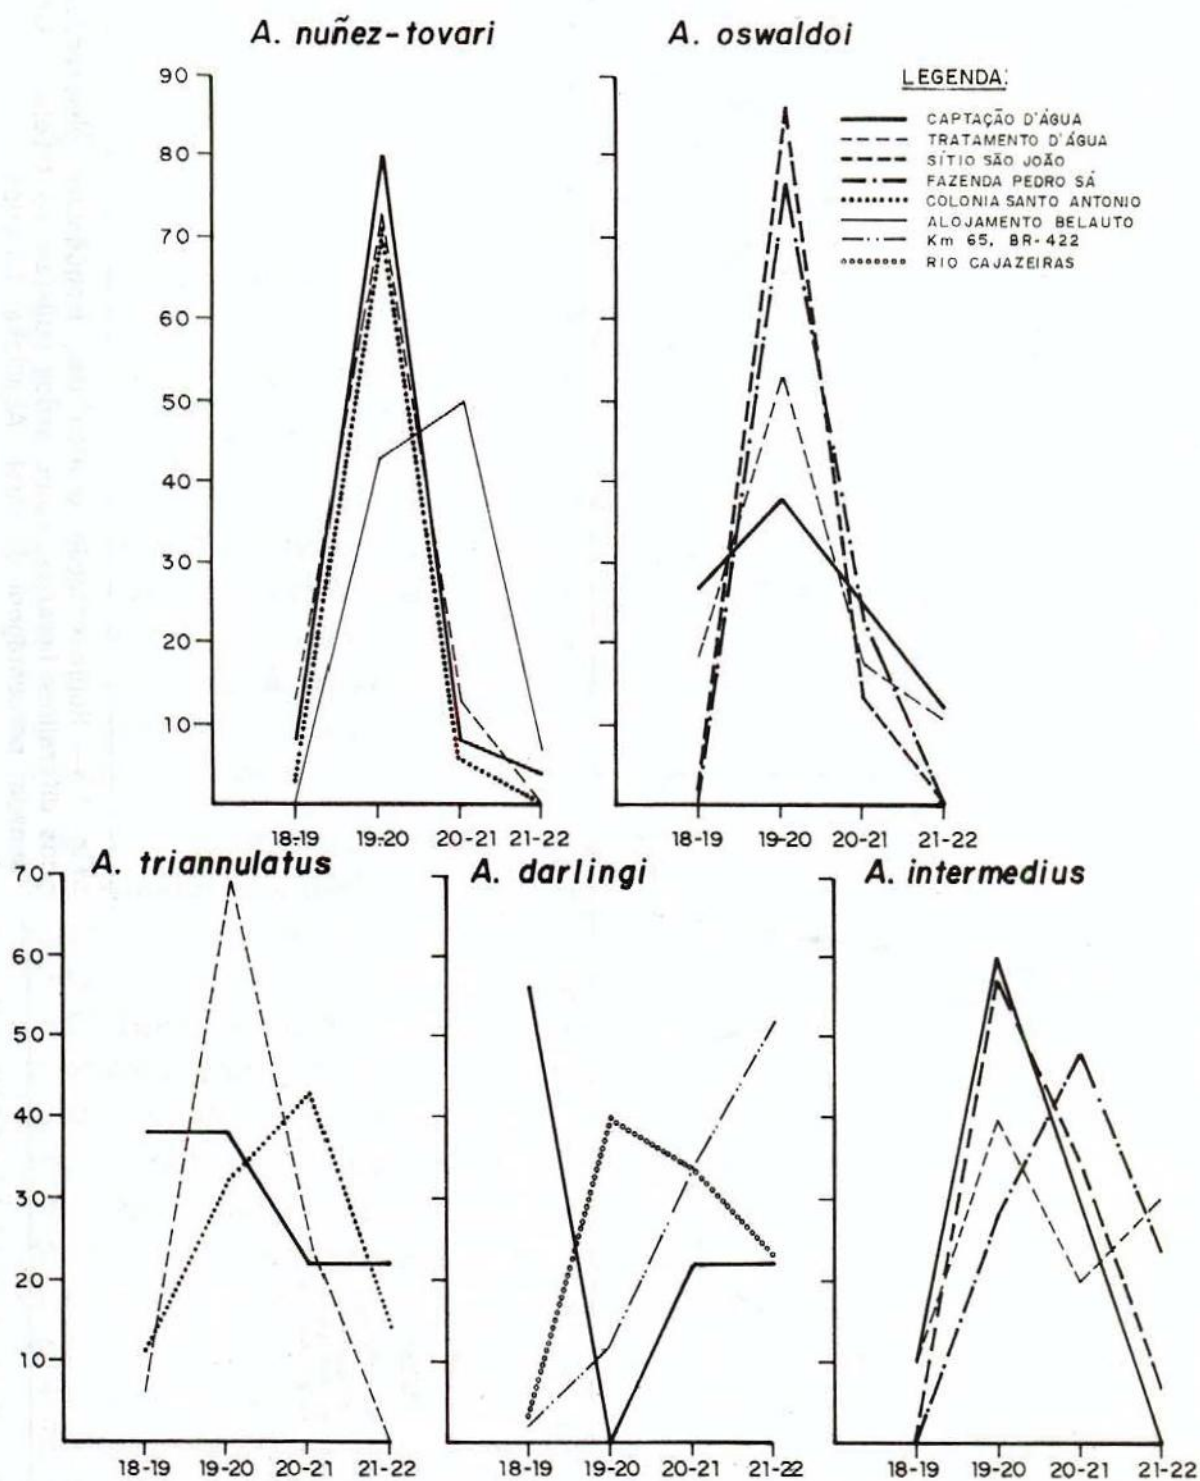 A. nuñez-tovari
A. oswaldoi
LEGENDA:
CAPTAÇÃO D'ÁGUA
TRATAMENTO D'ÁGUA
SÍTIO SÃO JOÃO
FAZENDA PEDRO SÁ
COLONIA SANTO ANTONIO
ALOJAMENTO BELAUTO
Km 65, BR-422
RIO CAJAZEIRAS
90
80
70
60
50
40
30
20
10
18-19 19-20 20-21 21-22
18-19 19-20 20-21 21-22
A. triannulatus
A. darlingi
A. intermedius
70
60
50
40
30
20
10
18-19 19-20 20-21 21-22
18-19 19-20 20-21 21-22
18-19 19-20 20-21 21-22